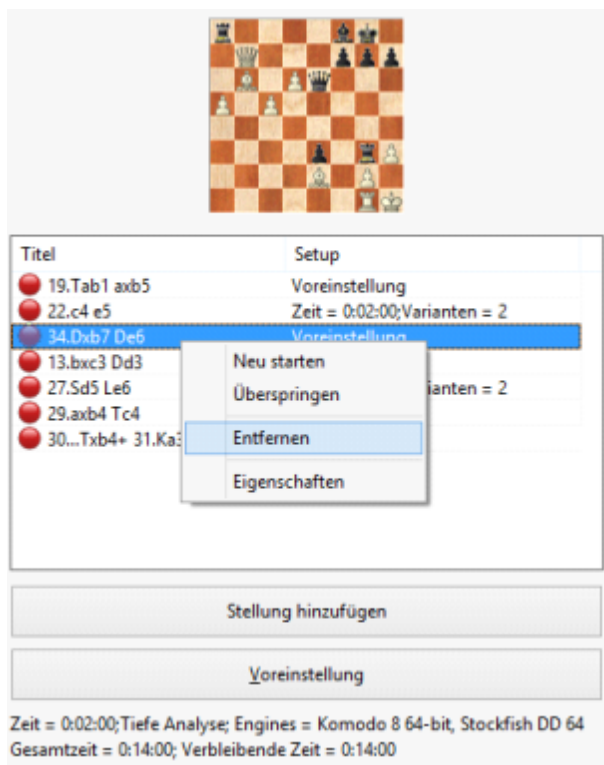 Titel Setup
19.Tab1 axb5 Voreinstellung
22.c4 e5 Zeit = 0:02:00;Varianten = 2
34.Dxb7 De6 Voreinstellung
13.bxc3 Dd3 Neu starten
27.Sd5 Le6 Überspringen ianten = 2
29.axb4 Tc4
30...Txb4+ 31.Ka3 Entfernen
Eigenschaften
Stellung hinzufügen
Voreinstellung
Zeit = 0:02:00;Tiefe Analyse; Engines = Komodo 8 64-bit, Stockfish DD 64
Gesamtzeit = 0:14:00; Verbleibende Zeit = 0:14:00